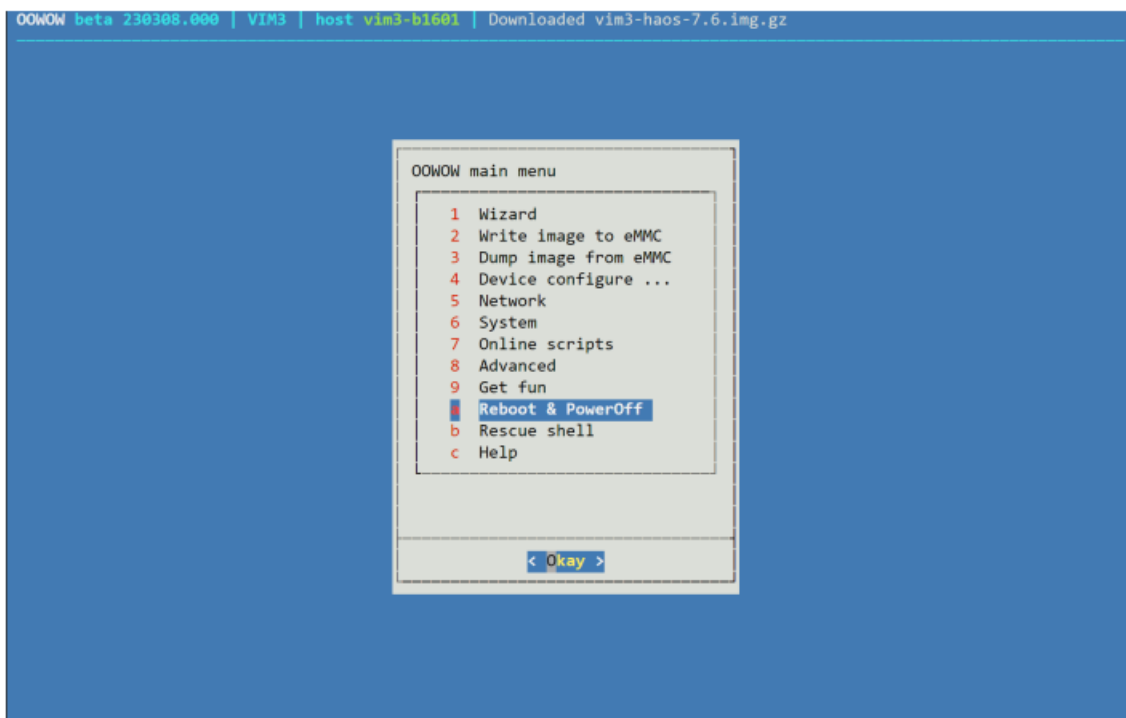 OOWOW beta 230308.000 | VIM3 | host vim3-b1601 | Downloaded vim3-haos-7.6.img.gz
OOWOW main menu
1 Wizard
2 Write image to eMMC
3 Dump image from eMMC
4 Device configure ...
5 Network
6 System
7 Online scripts
8 Advanced
9 Get fun
a Reboot & PowerOff
b Rescue shell
c Help
< Okay >